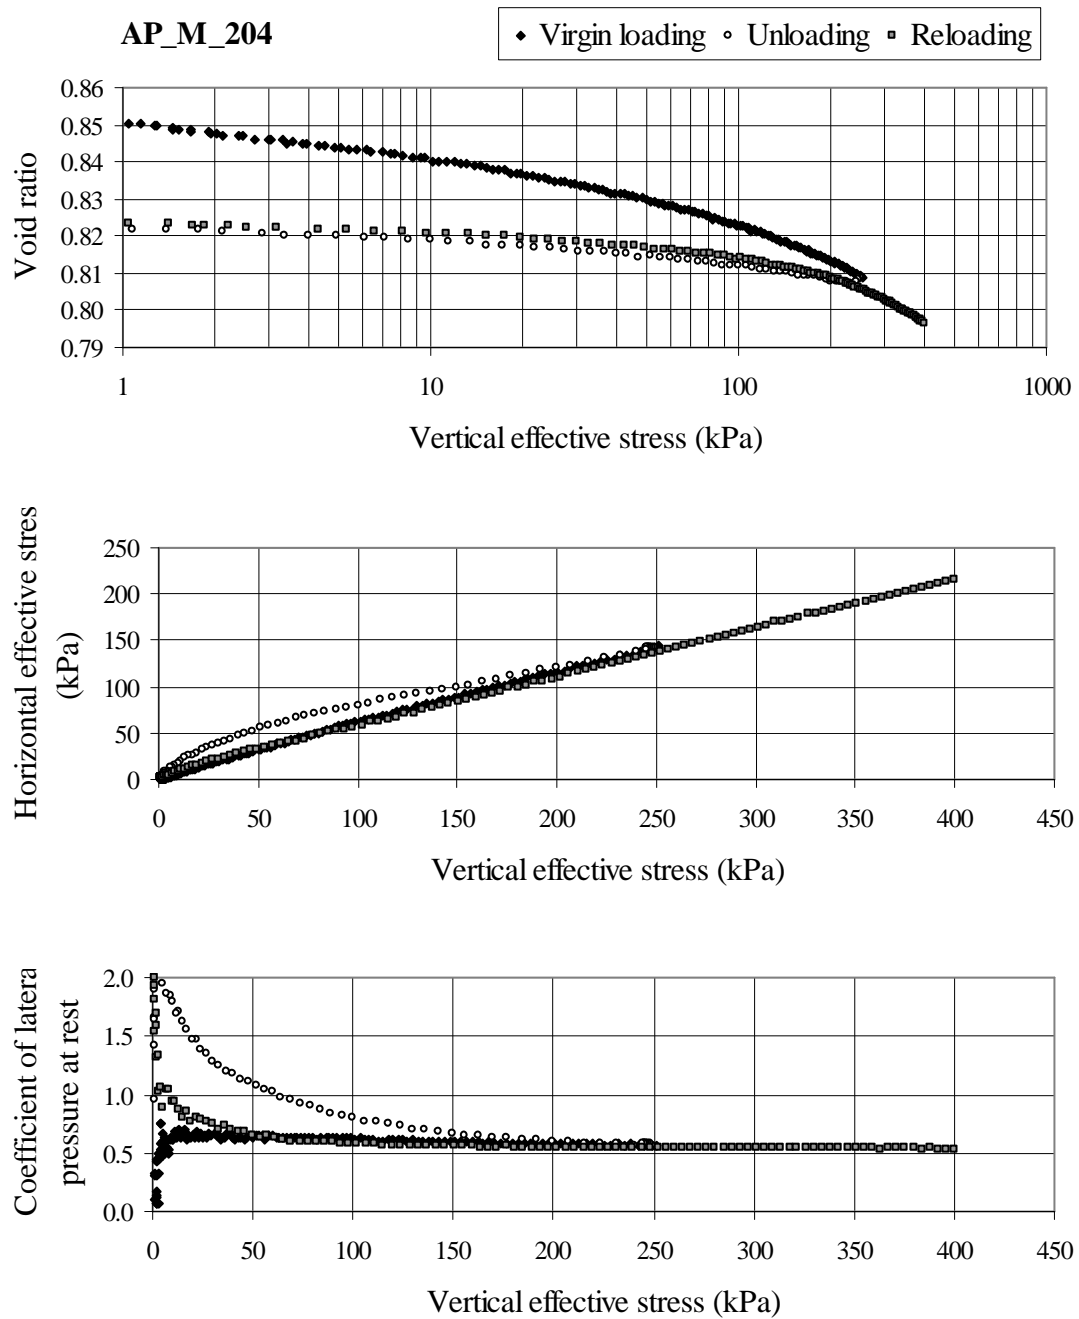 AP_M_204
Virgin loading Unloading Reloading
0.86
0.85
0.84
0.83
0.82
0.81
0.80
0.79
Void ratio
1 10 100 1000
Vertical effective stress (kPa)
250
200
150
100
50
0
Horizontal effective stres
(kPa)
0 50 100 150 200 250 300 350 400 450
Vertical effective stress (kPa)
2.0
1.5
1.0
0.5
0.0
Coefficient of latera
pressure at rest
0 50 100 150 200 250 300 350 400 450
Vertical effective stress (kPa)